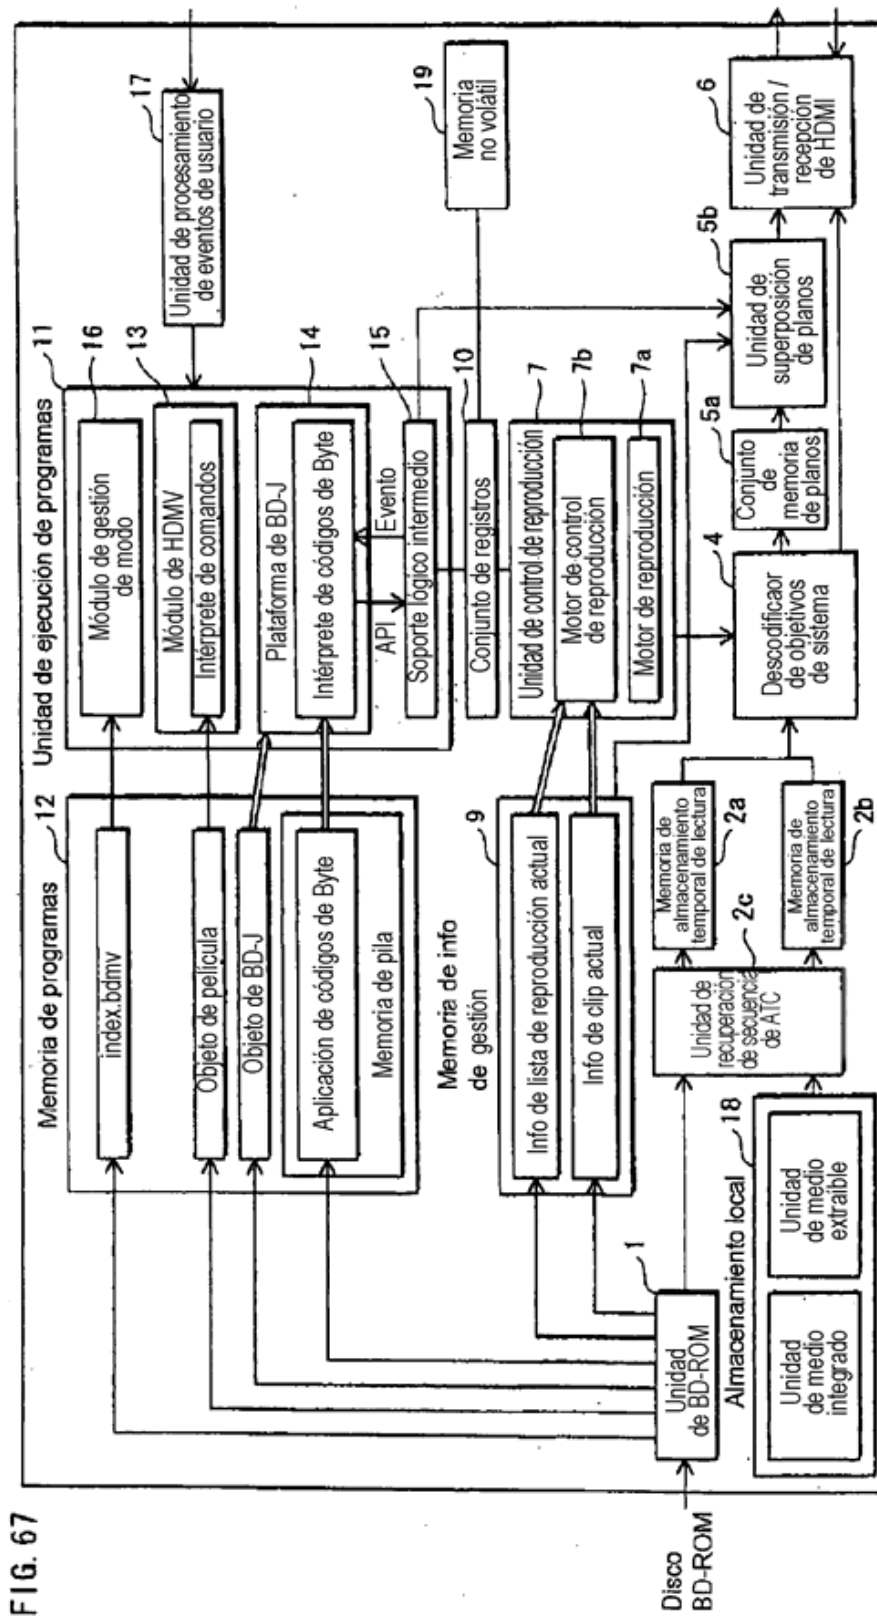 FIG. 67
Disco
BD-ROM
1
Unidad
de BD-ROM
Memoria de programas
12
index.bdmv
Objeto de película
Objeto de BD-J
Aplicación de códigos de Byte
Memoria de pila
Memoria de info
de gestión
9
Info de lista de reproducción actual
Info de clip actual
Almacenamiento local
18
Unidad
de medio
integrado
Unidad
de medio
extraible
Unidad de
recuperación
de secuencia
de ATC
2c
Memoria de
almacenamiento
temporal de lectura
2a
Memoria de
almacenamiento
temporal de lectura
2b
Unidad de ejecución de programas
11
Módulo de gestión
de modo
16
Módulo de HDMV
Intérprete de comandos
13
Plataforma de BD-J
Intérprete de códigos de Byte
14
API
Evento
Soporte lógico intermedio
15
Conjunto de registros
10
Unidad de control de reproducción
7
Motor de control
de reproducción
7b
Motor de reproducción
7a
Descodificaor
de objetivos
de sistema
4
Conjunto
de
memoria
de planos
5a
Unidad de
superposición
de planos
5b
Unidad de
transmisión /
recepción
de HDMI
6
Unidad de procesamiento
de eventos de usuario
17
Memoria
no volátil
19